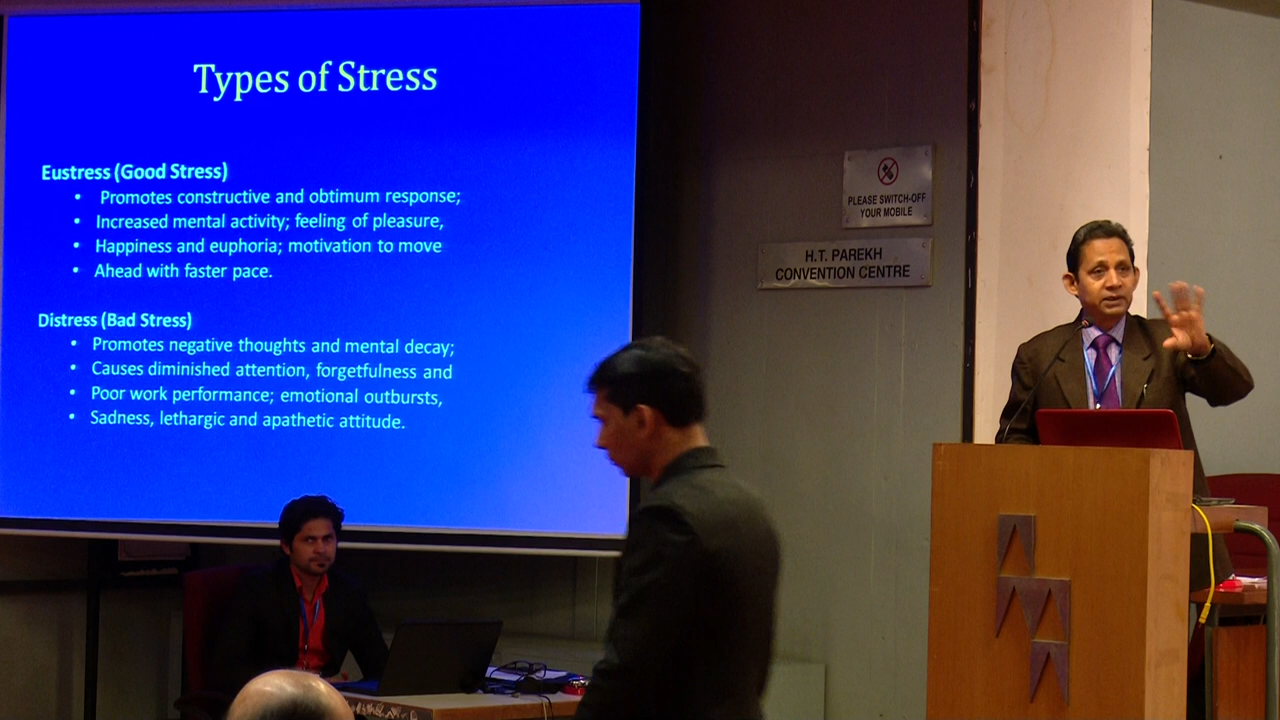 Types of Stress
Eustress (Good Stress)
• Promotes constructive and obtimum response;
• Increased mental activity; feeling of pleasure,
• Happiness and euphoria; motivation to move
• Ahead with faster pace.
Distress (Bad Stress)
• Promotes negative thoughts and mental decay;
• Causes diminished attention, forgetfulness and
• Poor work performance; emotional outbursts,
• Sadness, lethargic and apathetic attitude.
PLEASE SWITCH-OFF
YOUR MOBILE
H.T. PAREKH
CONVENTION CENTRE